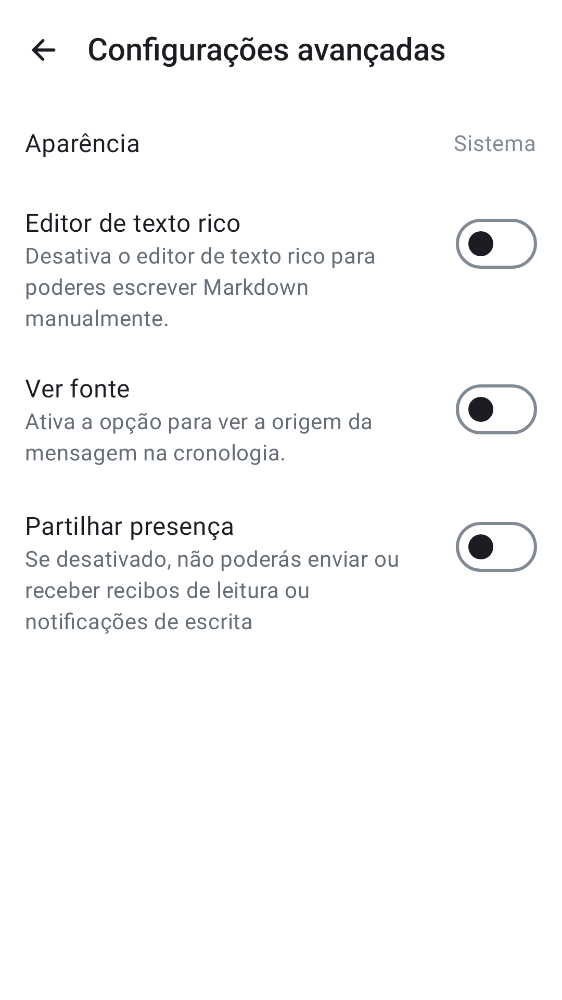 Configurações avançadas
Aparência Sistema
Editor de texto rico
Desativa o editor de texto rico para
poderes escrever Markdown
manualmente.
Ver fonte
Ativa a opção para ver a origem da
mensagem na cronologia.
Partilhar presença
Se desativado, não poderás enviar ou
receber recibos de leitura ou
notificações de escrita